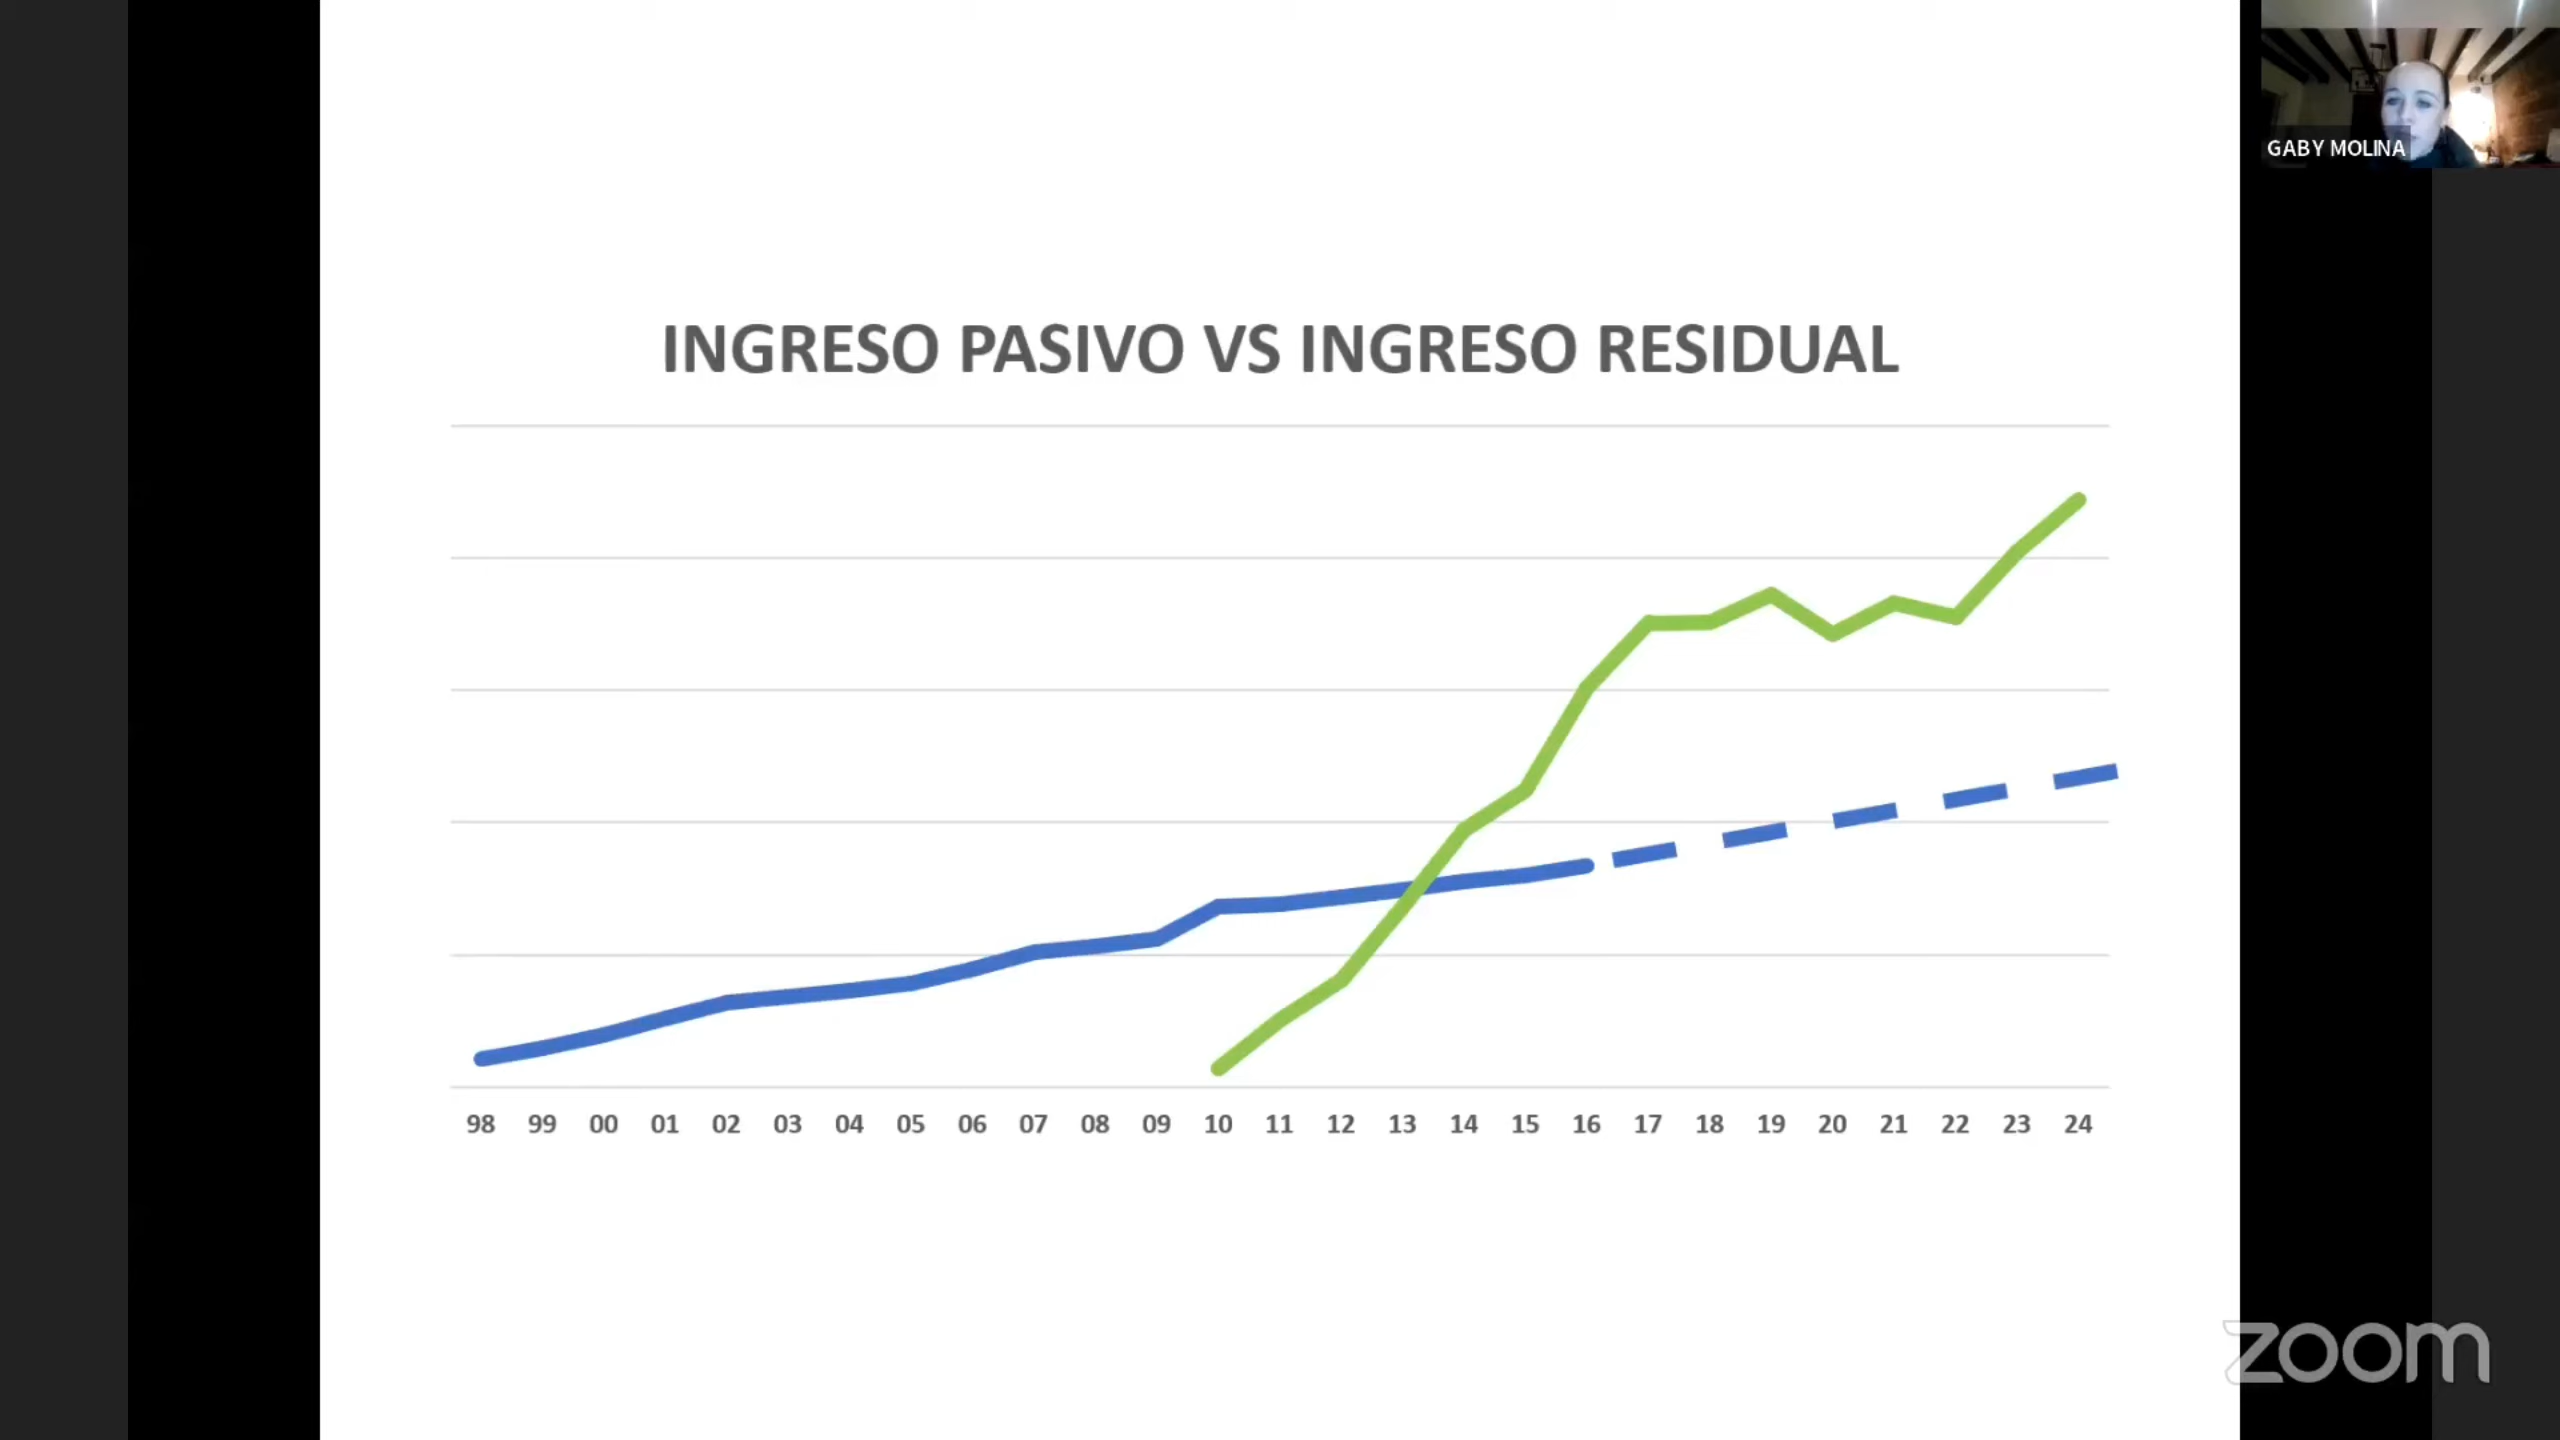 GABY MOLINA
INGRESO PASIVO VS INGRESO RESIDUAL
98 99 00 01 02 03 04 05 06 07 08 09 10 11 12 13 14 15 16 17 18 19 20 21 22 23 24
zoom